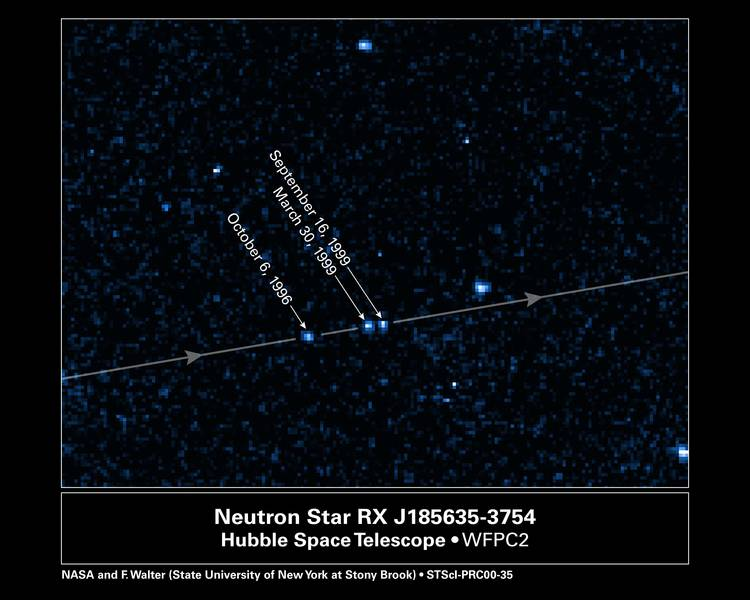 September 16, 1999
March 30, 1999
October 6, 1996
Neutron Star RX J185635-3754
Hubble Space Telescope • WFPC2
NASA and F. Walter (State University of New York at Stony Brook) • STScI-PRC00-35